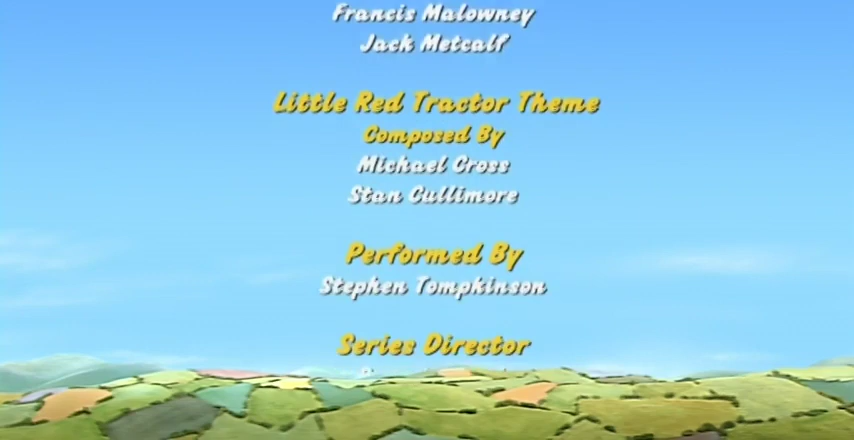 Francis Malowney
Jack Metcalf
Little Red Tractor Theme
Composed By
Michael Cross
Stan Cullimore
Performed By
Stephen Tompkinson
Series Director